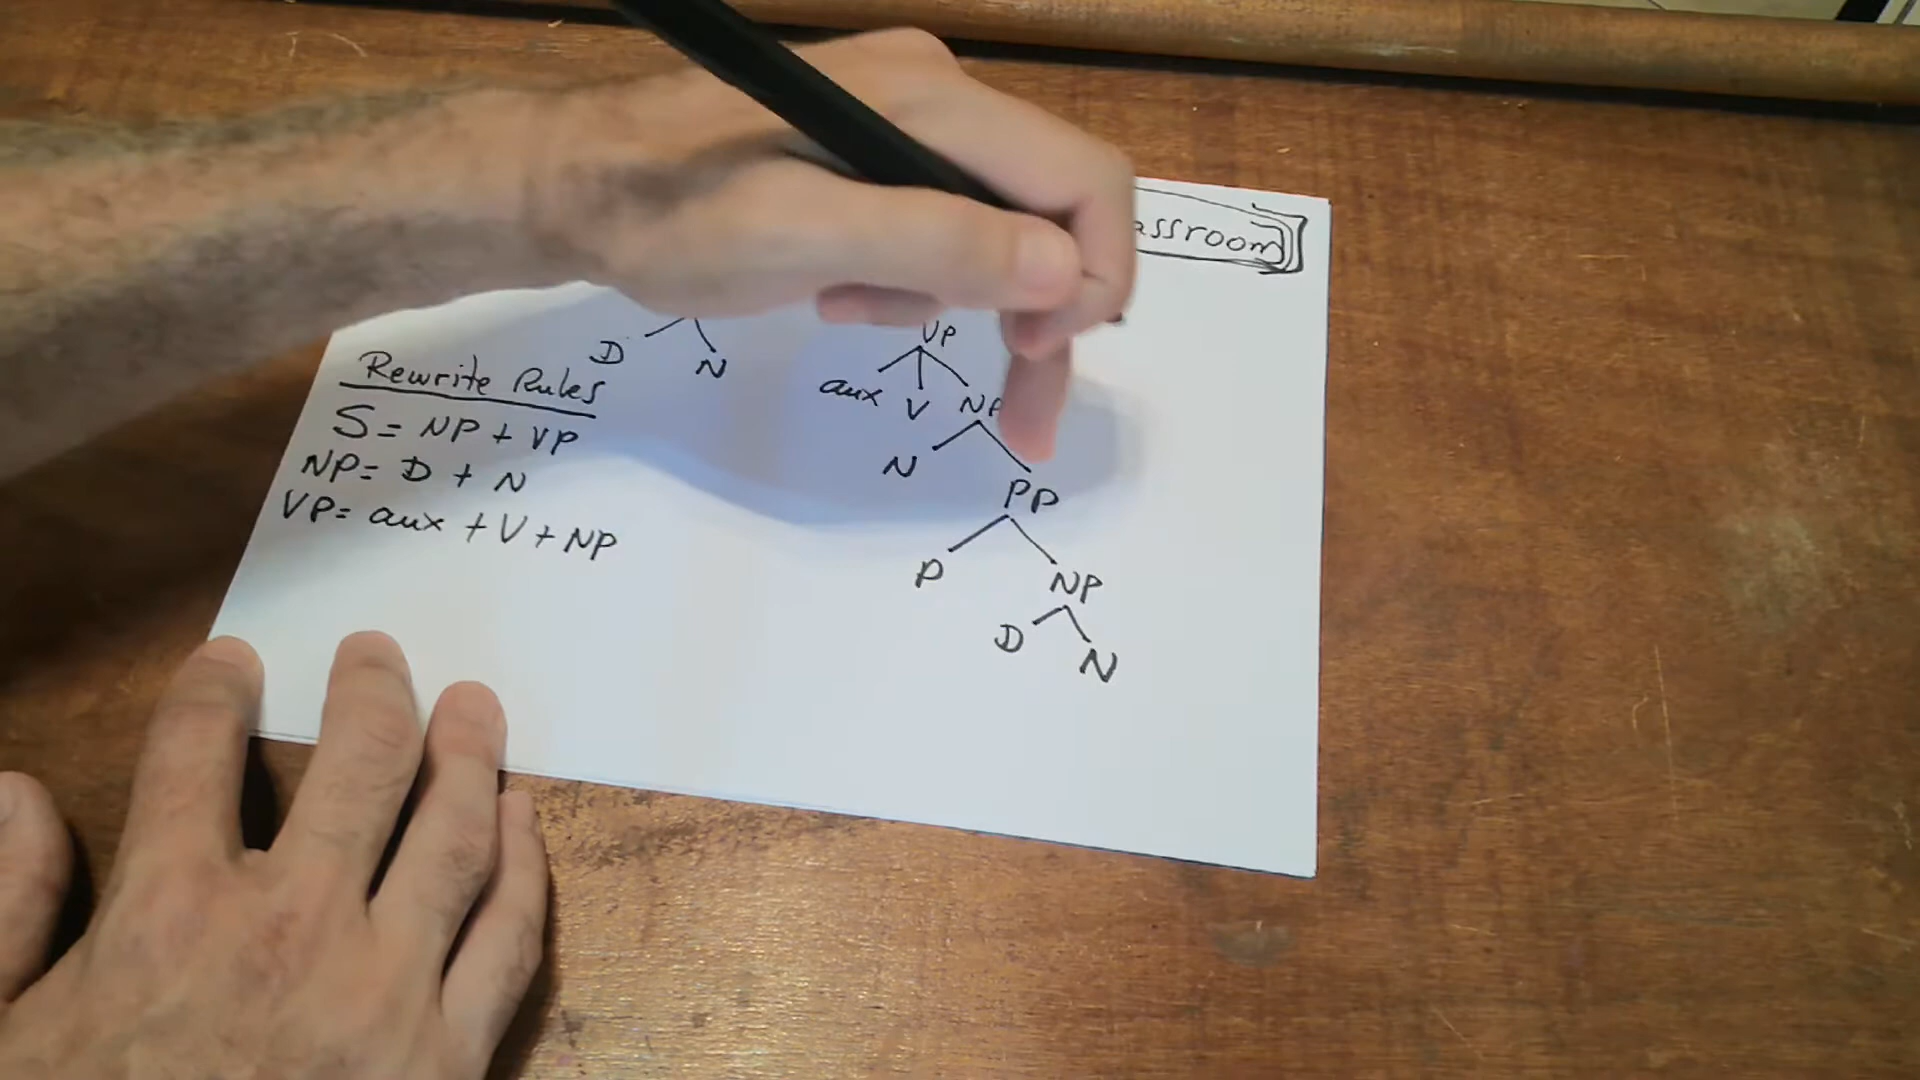 assroom
VP
D N
aux V NP
N
PP
P
NP
D
N
Rewrite Rules
S = NP + VP
NP = D + N
VP = aux + V + NP